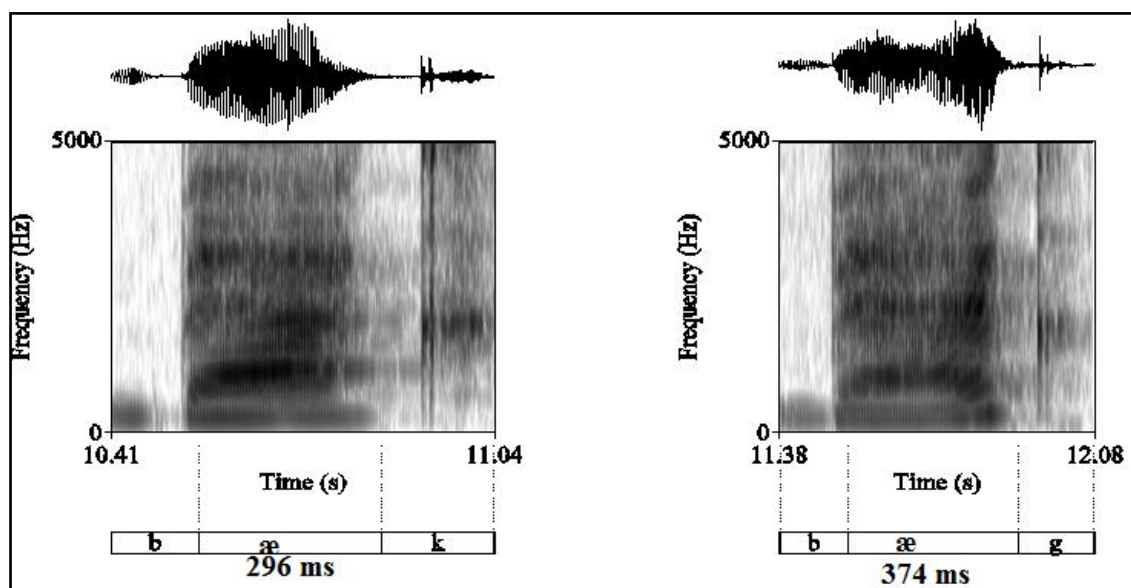 5000
Frequency (Hz)
0
10.41 11.04
Time (s)
b æ k
296 ms
5000
Frequency (Hz)
0
11.38 12.08
Time (s)
b æ g
374 ms